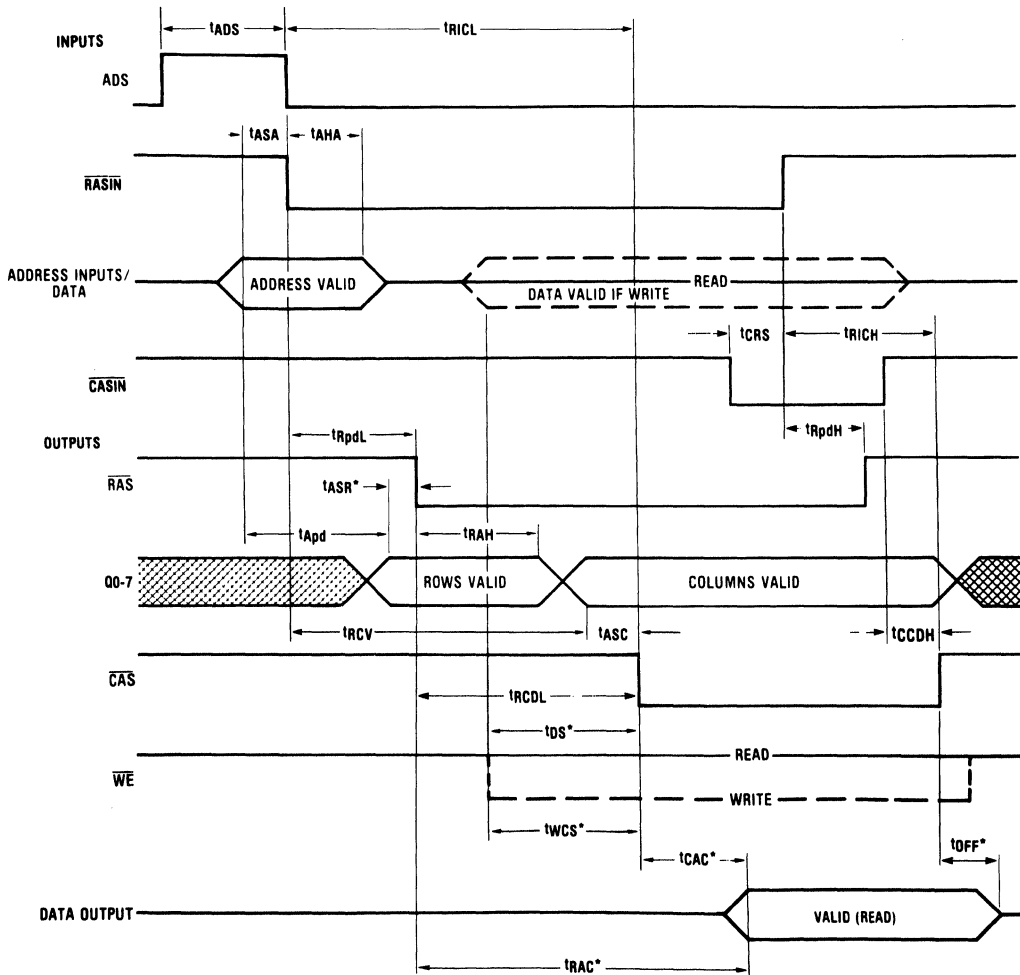 tADS
tRICL
INPUTS
ADS
tASA
tAHA
RASIN
ADDRESS INPUTS/
DATA
ADDRESS VALID
READ
DATA VALID IF WRITE
tCRS
tRICH
CASIN
tRpdL
tRpdH
OUTPUTS
RAS
tASR*
tApd
tRAH
Q0-7
ROWS VALID
COLUMNS VALID
tRCV
tASC
tCCDH
CAS
tRCDL
tDS*
READ
WE
WRITE
tWCS*
tCAC*
tOFF*
DATA OUTPUT
VALID (READ)
tRAC*